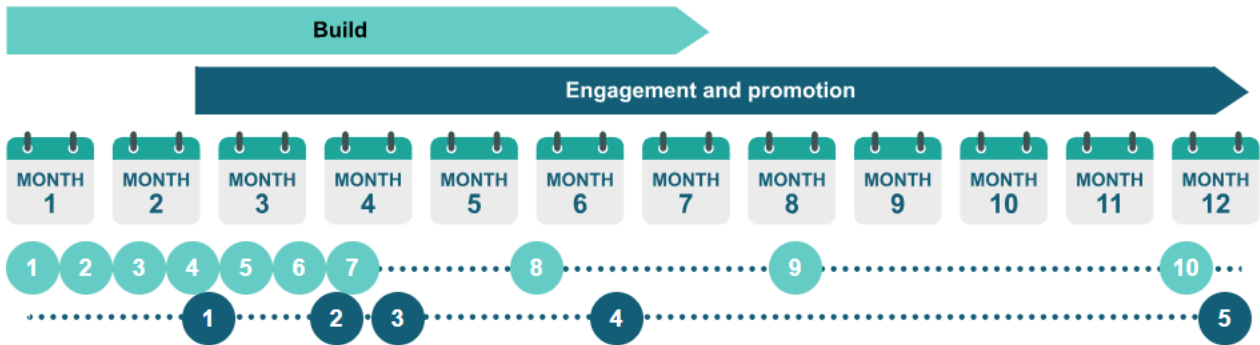 Build
Engagement and promotion
MONTH MONTH MONTH MONTH MONTH MONTH MONTH MONTH MONTH MONTH MONTH MONTH
1 2 3 4 5 6 7 8 9 10 11 12
1 2 3 4 5 6 7 8 9 10
1 2 3 4 5